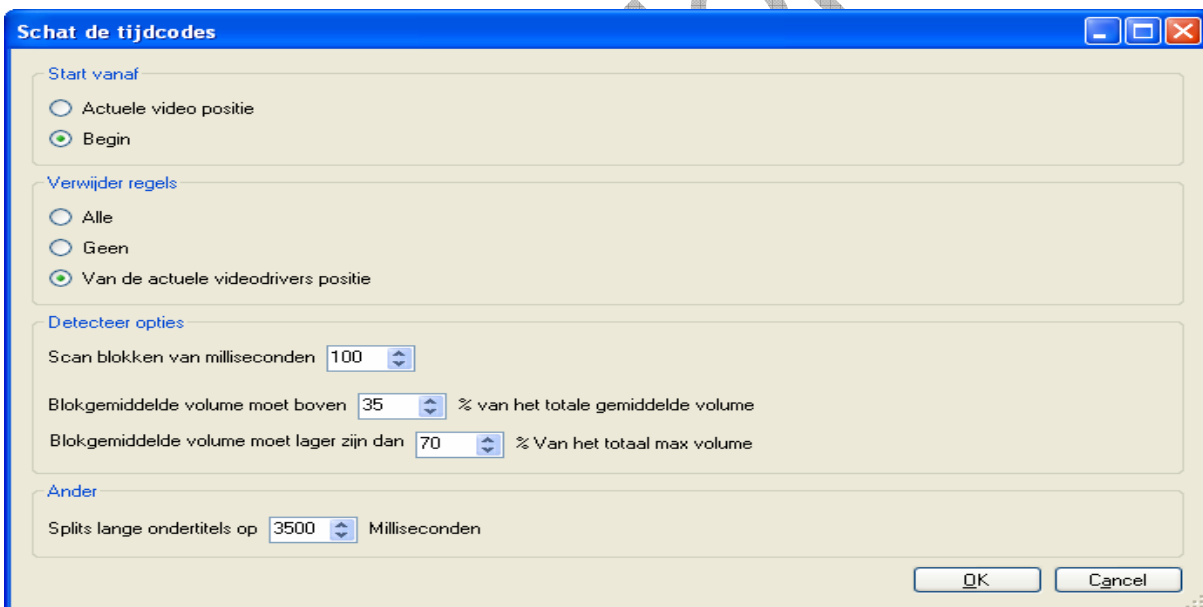 Schat de tijdcodes
Start vanaf
Actuele video positie
Begin
Verwijder regels
Alle
Geen
Van de actuele videodrivers positie
Detecteer opties
Scan blokken van milliseconden 100
Blokgemiddelde volume moet boven 35 % van het totale gemiddelde volume
Blokgemiddelde volume moet lager zijn dan 70 % Van het totaal max volume
Ander
Splits lange ondertitels op 3500 Milliseconden
OK Cancel